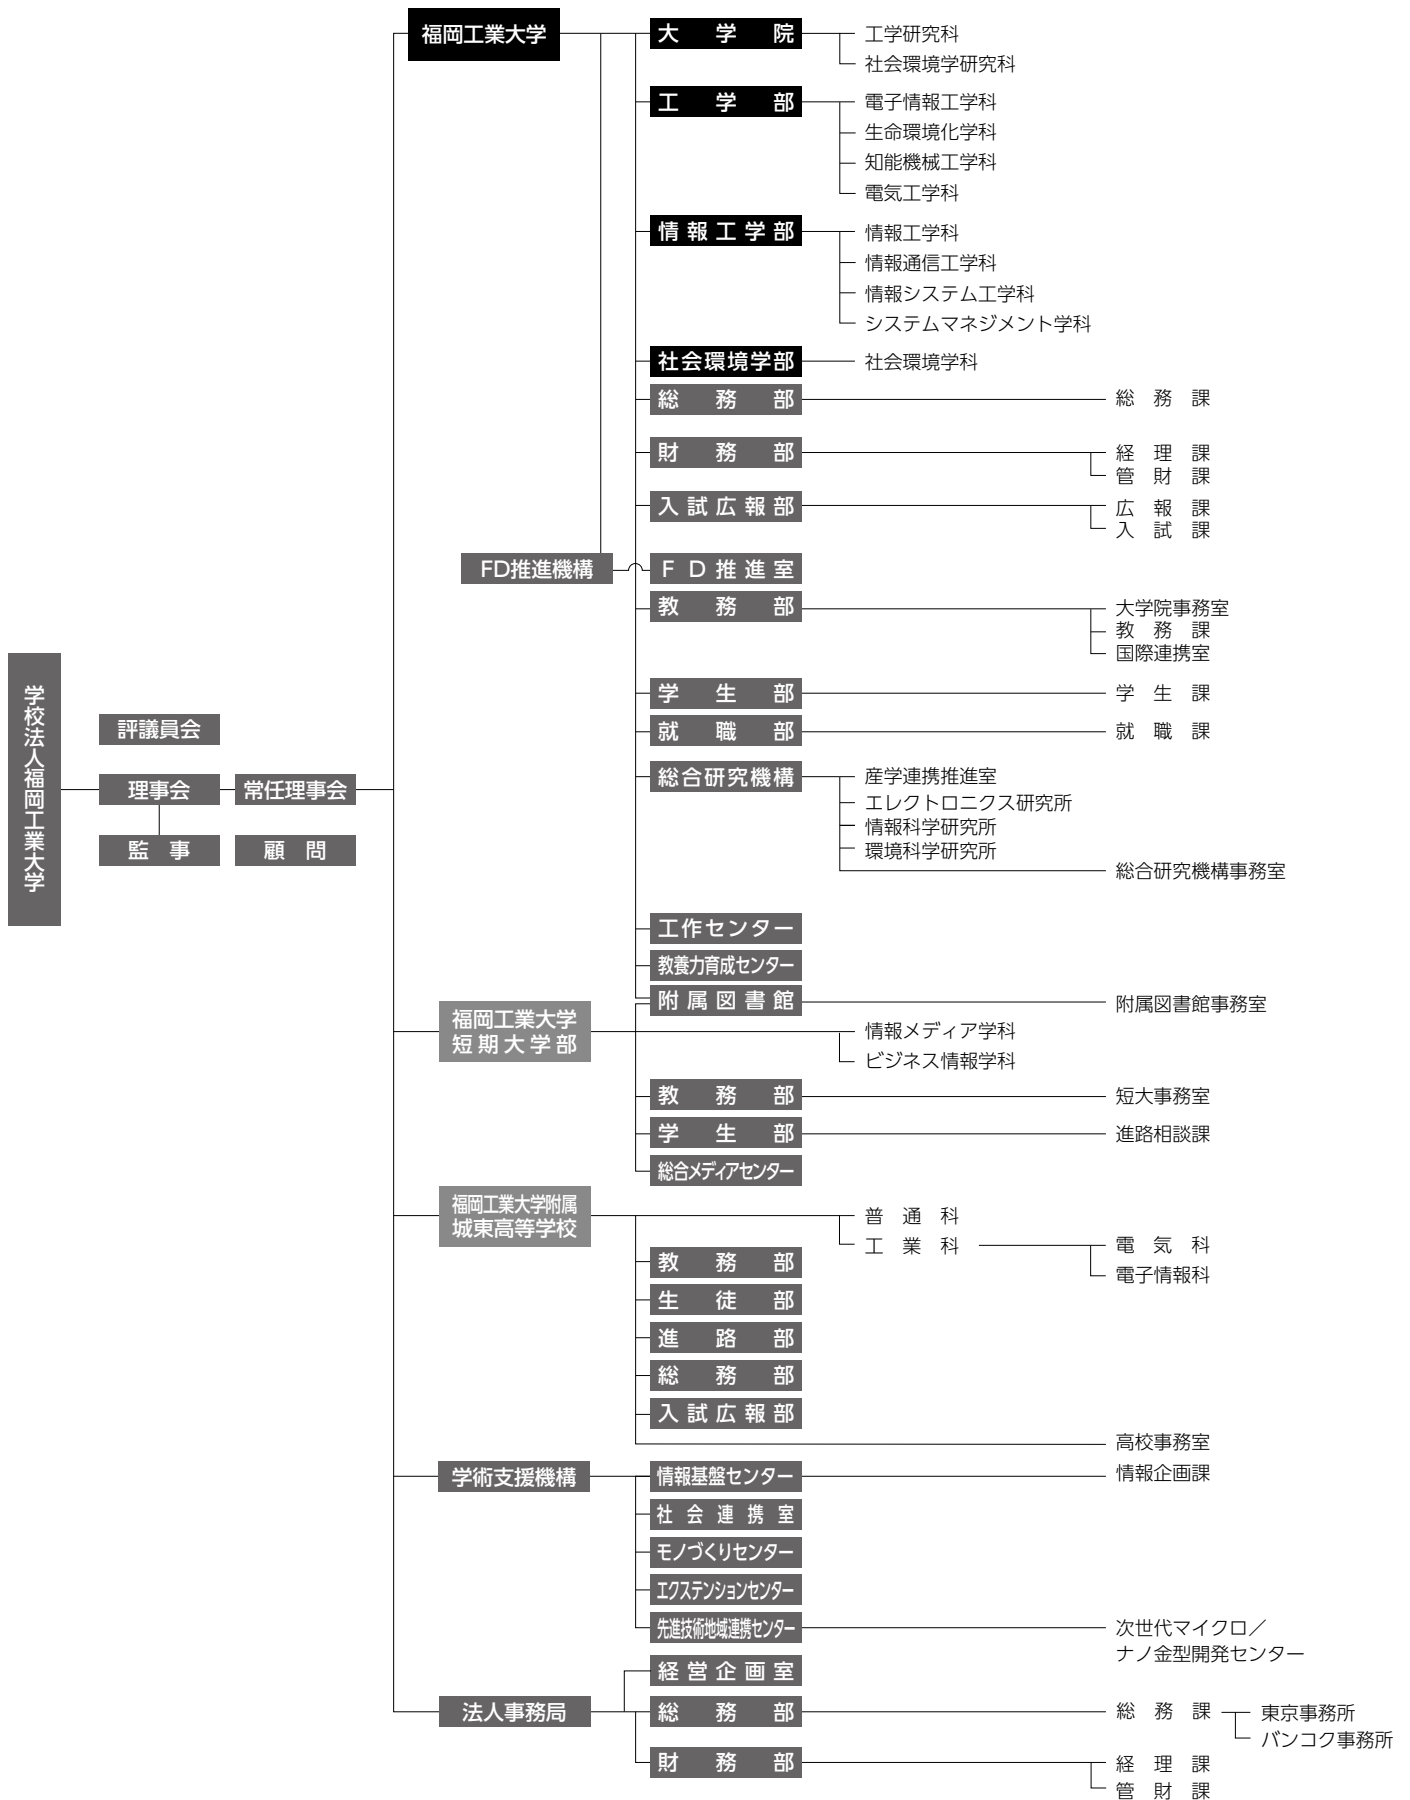 学校法人福岡工業大学
評議員会
理事会
常任理事会
監　事
顧　問
福岡工業大学
大学院
工学研究科
社会環境学研究科
工学部
電子情報工学科
生命環境化学科
知能機械工学科
電気工学科
情報工学部
情報工学科
情報通信工学科
情報システム工学科
システムマネジメント学科
社会環境学部
社会環境学科
総務部
総務課
財務部
経理課
管財課
入試広報部
広報課
入試課
FD推進機構
FD推進室
教務部
大学院事務室
教務課
国際連携室
学生部
学生課
就職部
就職課
総合研究機構
産学連携推進室
エレクトロニクス研究所
情報科学研究所
環境科学研究所
総合研究機構事務室
工作センター
教養力育成センター
附属図書館
附属図書館事務室
福岡工業大学
短期大学部
情報メディア学科
ビジネス情報学科
教務部
短大事務室
学生部
進路相談課
総合メディアセンター
福岡工業大学附属
城東高等学校
普通科
工業科
電気科
電子情報科
教務部
生徒部
進路部
総務部
入試広報部
高校事務室
学術支援機構
情報基盤センター
情報企画課
社会連携室
モノづくりセンター
エクステンションセンター
先進技術地域連携センター
次世代マイクロ／
ナノ金型開発センター
法人事務局
経営企画室
総務部
総務課
東京事務所
バンコク事務所
財務部
経理課
管財課